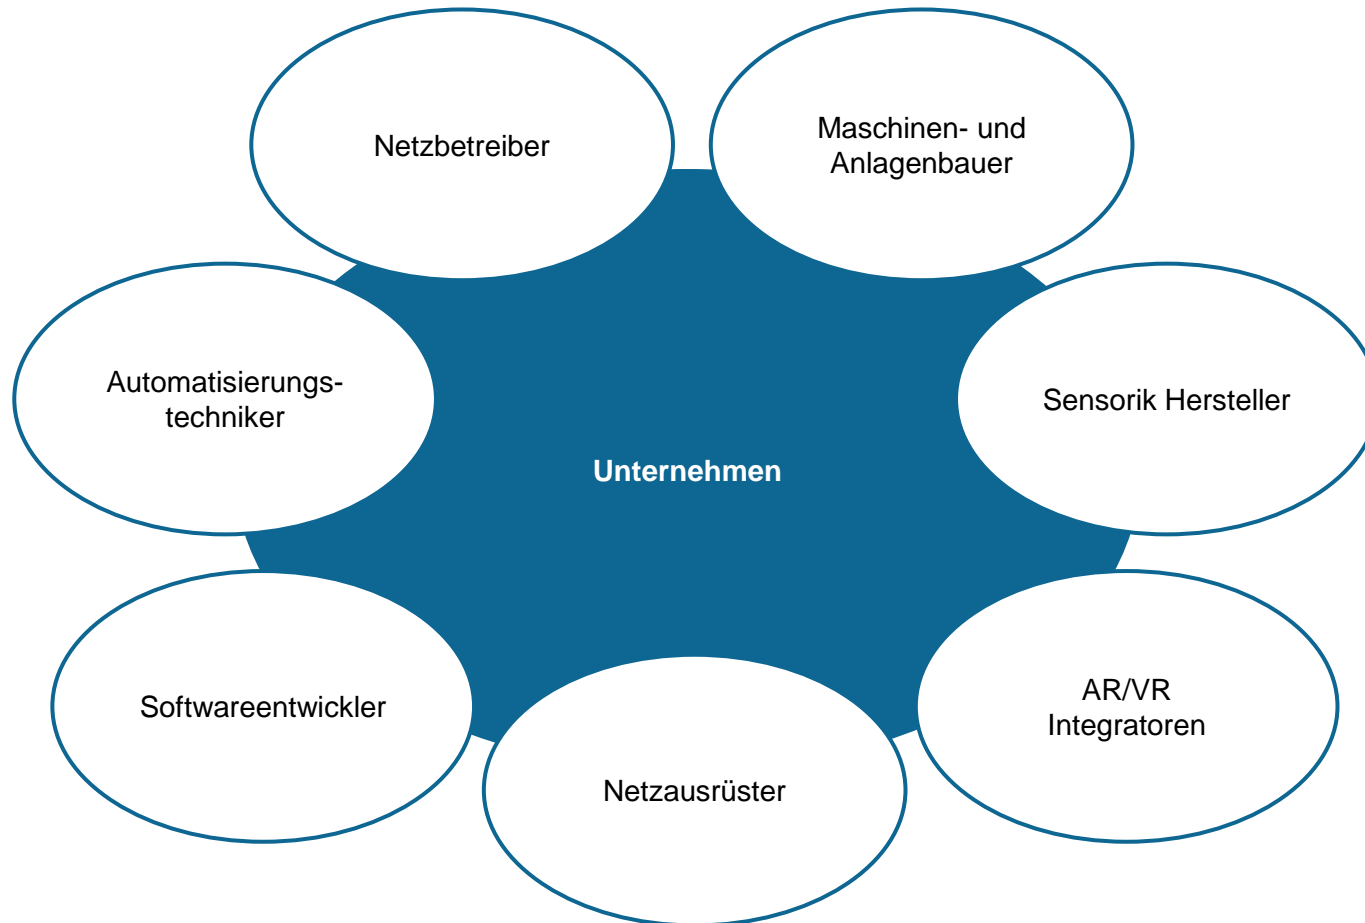 Netzbetreiber
Maschinen- und
Anlagenbauer
Automatisierungs-
techniker
Sensorik Hersteller
Unternehmen
Softwareentwickler
AR/VR
Integratoren
Netzausrüster